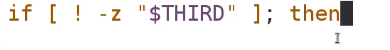 if [ ! -z "$THIRD" ]; then